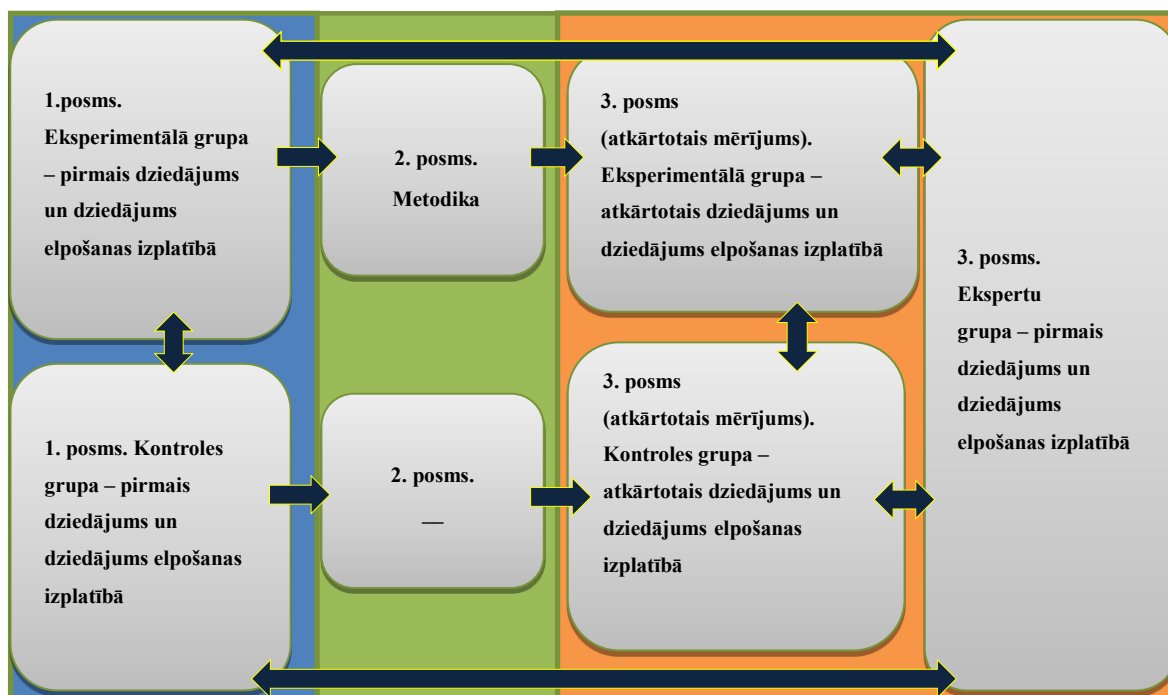 1.posms.
Eksperimentālā grupa
– pirmais dziedājums
un dziedājums
elpošanas izplatībā
2. posms.
Metodika
3. posms
(atkārtotais mērījums).
Eksperimentālā grupa –
atkārtotais dziedājums un
dziedājums elpošanas izplatībā
3. posms.
Ekspertu
grupa – pirmais
dziedājums un
dziedājums
elpošanas izplatībā
1. posms. Kontroles
grupa – pirmais
dziedājums un
dziedājums elpošanas
izplatībā
2. posms.
—
3. posms
(atkārtotais mērījums).
Kontroles grupa –
atkārtotais dziedājums un
dziedājums elpošanas
izplatībā